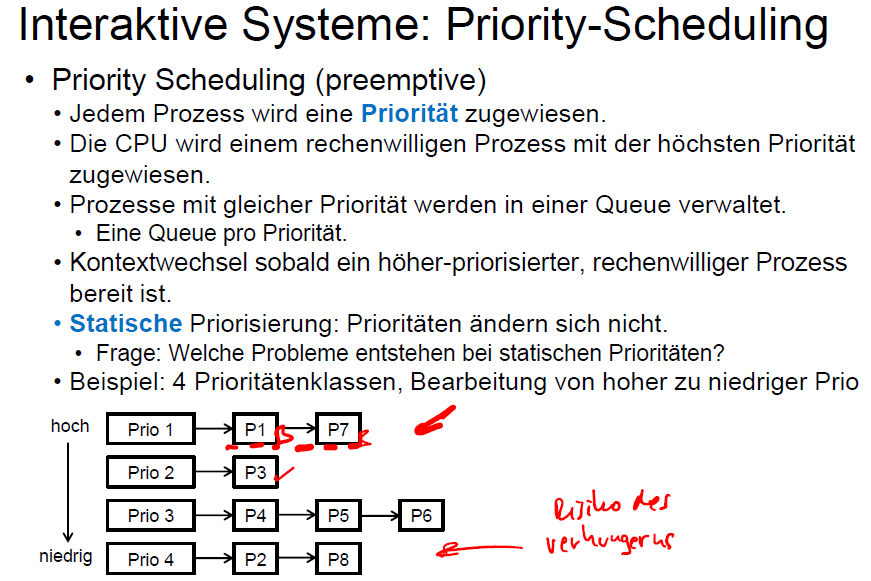 Interaktive Systeme: Priority-Scheduling
• Priority Scheduling (preemptive)
• Jedem Prozess wird eine Priorität zugewiesen.
• Die CPU wird einem rechenwilligen Prozess mit der höchsten Priorität
zugewiesen.
• Prozesse mit gleicher Priorität werden in einer Queue verwaltet.
• Eine Queue pro Priorität.
• Kontextwechsel sobald ein höher-priorisierter, rechenwilliger Prozess
bereit ist.
• Statische Priorisierung: Prioritäten ändern sich nicht.
• Frage: Welche Probleme entstehen bei statischen Prioritäten?
• Beispiel: 4 Prioritätenklassen, Bearbeitung von hoher zu niedriger Prio
hoch
Prio 1 P1 P7
Prio 2 P3
Prio 3 P4 P5 P6
Risiko des
verhungerns
niedrig
Prio 4 P2 P8